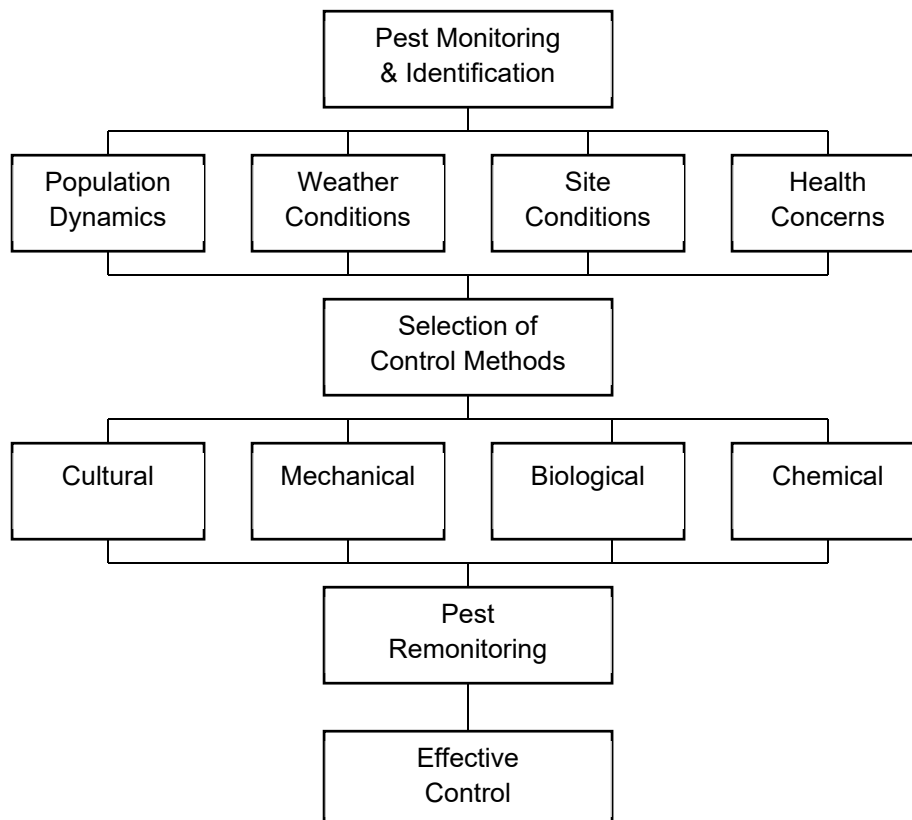 Pest Monitoring
& Identification
Population
Dynamics
Weather
Conditions
Site
Conditions
Health
Concerns
Selection of
Control Methods
Cultural
Mechanical
Biological
Chemical
Pest
Remonitoring
Effective
Control